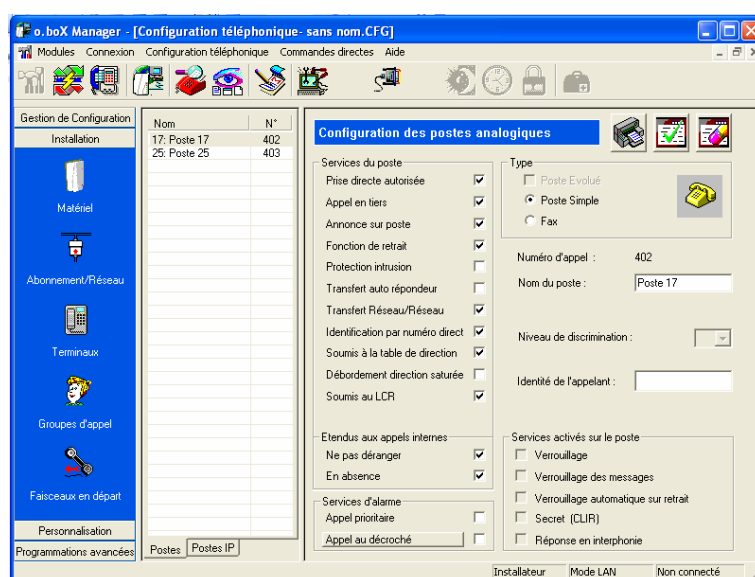 o.boX Manager - [Configuration téléphonique- sans nom.CFG]
Modules Connexion Configuration téléphonique Commandes directes Aide
Gestion de Configuration
Installation
Matériel
Abonnement/Réseau
Terminaux
Groupes d'appel
Faisceaux en départ
Personnalisation
Programmations avancées
Nom N°
17: Poste 17 402
25: Poste 25 403
Postes Postes IP
Configuration des postes analogiques
Services du poste
Prise directe autorisée
Appel en tiers
Annonce sur poste
Fonction de retrait
Protection intrusion
Transfert auto répondeur
Transfert Réseau/Réseau
Identification par numéro direct
Soumis à la table de direction
Débordement direction saturée
Soumis au LCR
Etendus aux appels internes
Ne pas déranger
En absence
Services d'alarme
Appel prioritaire
Appel au décroché
Type
Poste Evolué
Poste Simple
Fax
Numéro d'appel : 402
Nom du poste : Poste 17
Niveau de discrimination :
Identité de l'appelant :
Services activés sur le poste
Verrouillage
Verrouillage des messages
Verrouillage automatique sur retrait
Secret (CLIR)
Réponse en interphonie
Installateur Mode LAN Non connecté